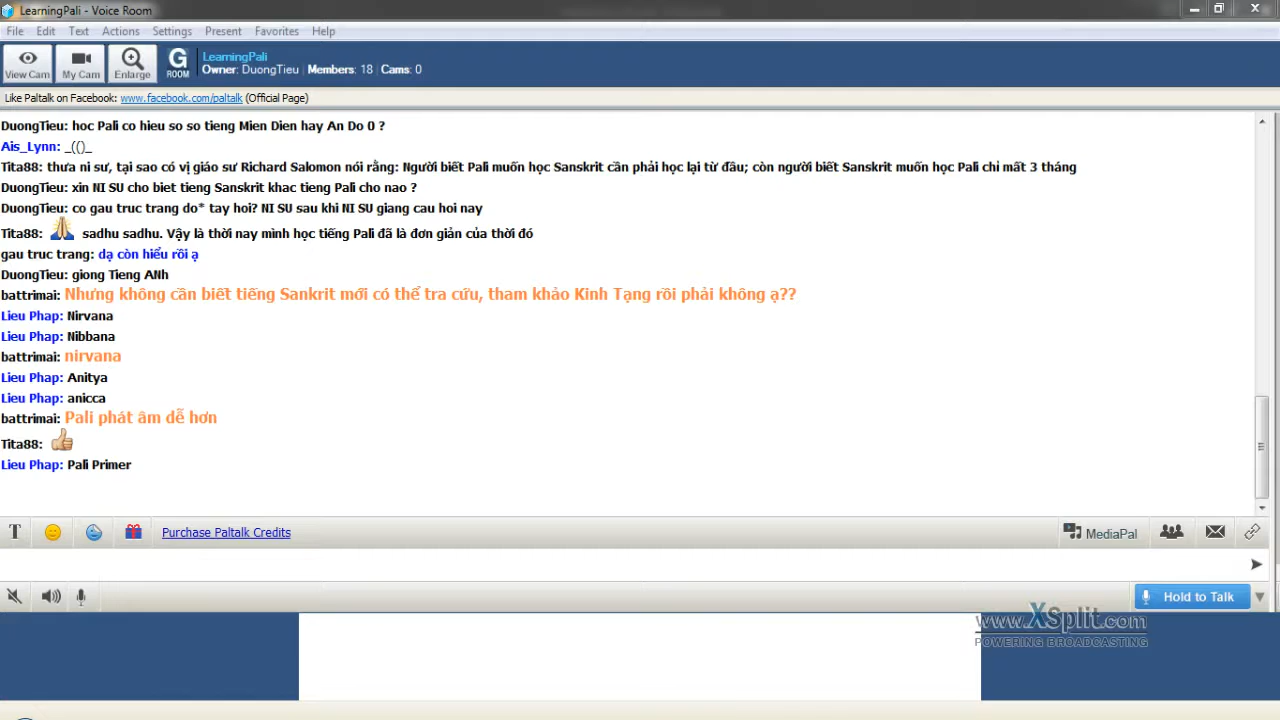 LearningPali - Voice Room
File Edit Text Actions Settings Present Favorites Help
View Cam My Cam Enlarge G ROOM
LearningPali
Owner: DuongTieu Members: 18 Cams: 0
Like Paltalk on Facebook: www.facebook.com/paltalk (Official Page)
DuongTieu: hoc Pali co hieu so so tieng Mien Dien hay An Do 0 ?
Ais_Lynn: _(()_
Tita88: thưa ni sư, tại sao có vị giáo sư Richard Salomon nói rằng: Người biết Pali muốn học Sanskrit cần phải học lại từ đầu; còn người biết Sanskrit muốn học Pali chỉ mất 3 tháng
DuongTieu: xin NI SU cho biet tieng Sanskrit khac tieng Pali cho nao ?
DuongTieu: co gau truc trang do* tay hoi? NI SU sau khi NI SU giang cau hoi nay
Tita88: sadhu sadhu. Vậy là thời nay mình học tiếng Pali đã là đơn giản của thời đó
gau truc trang: dạ còn hiểu rồi ạ
DuongTieu: giong Tieng ANh
battrimai: Nhưng không cần biết tiếng Sankrit mới có thể tra cứu, tham khảo Kinh Tạng rồi phải không ạ??
Lieu Phap: Nirvana
Lieu Phap: Nibbana
battrimai: nirvana
Lieu Phap: Anitya
Lieu Phap: anicca
battrimai: Pali phát âm dễ hơn
Tita88:
Lieu Phap: Pali Primer
T Purchase Paltalk Credits MediaPal
Hold to Talk
www.XSplit.com
POWERING BROADCASTING